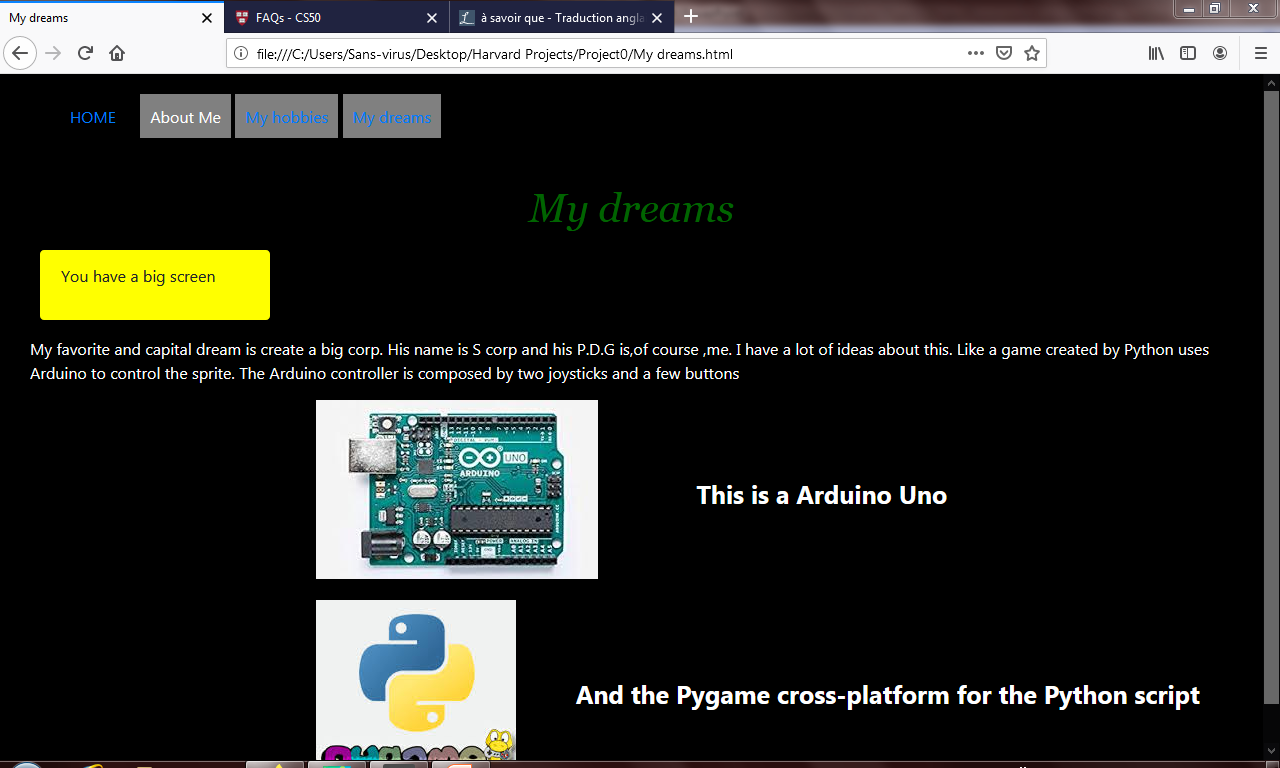 My dreams
FAQs - CS50
à savoir que - Traduction angla
file:///C:/Users/Sans-virus/Desktop/Harvard Projects/Project0/My dreams.html
HOME About Me My hobbies My dreams
My dreams
You have a big screen
My favorite and capital dream is create a big corp. His name is S corp and his P.D.G is,of course ,me. I have a lot of ideas about this. Like a game created by Python uses
Arduino to control the sprite. The Arduino controller is composed by two joysticks and a few buttons
UNO
ARDUINO
This is a Arduino Uno
And the Pygame cross-platform for the Python script